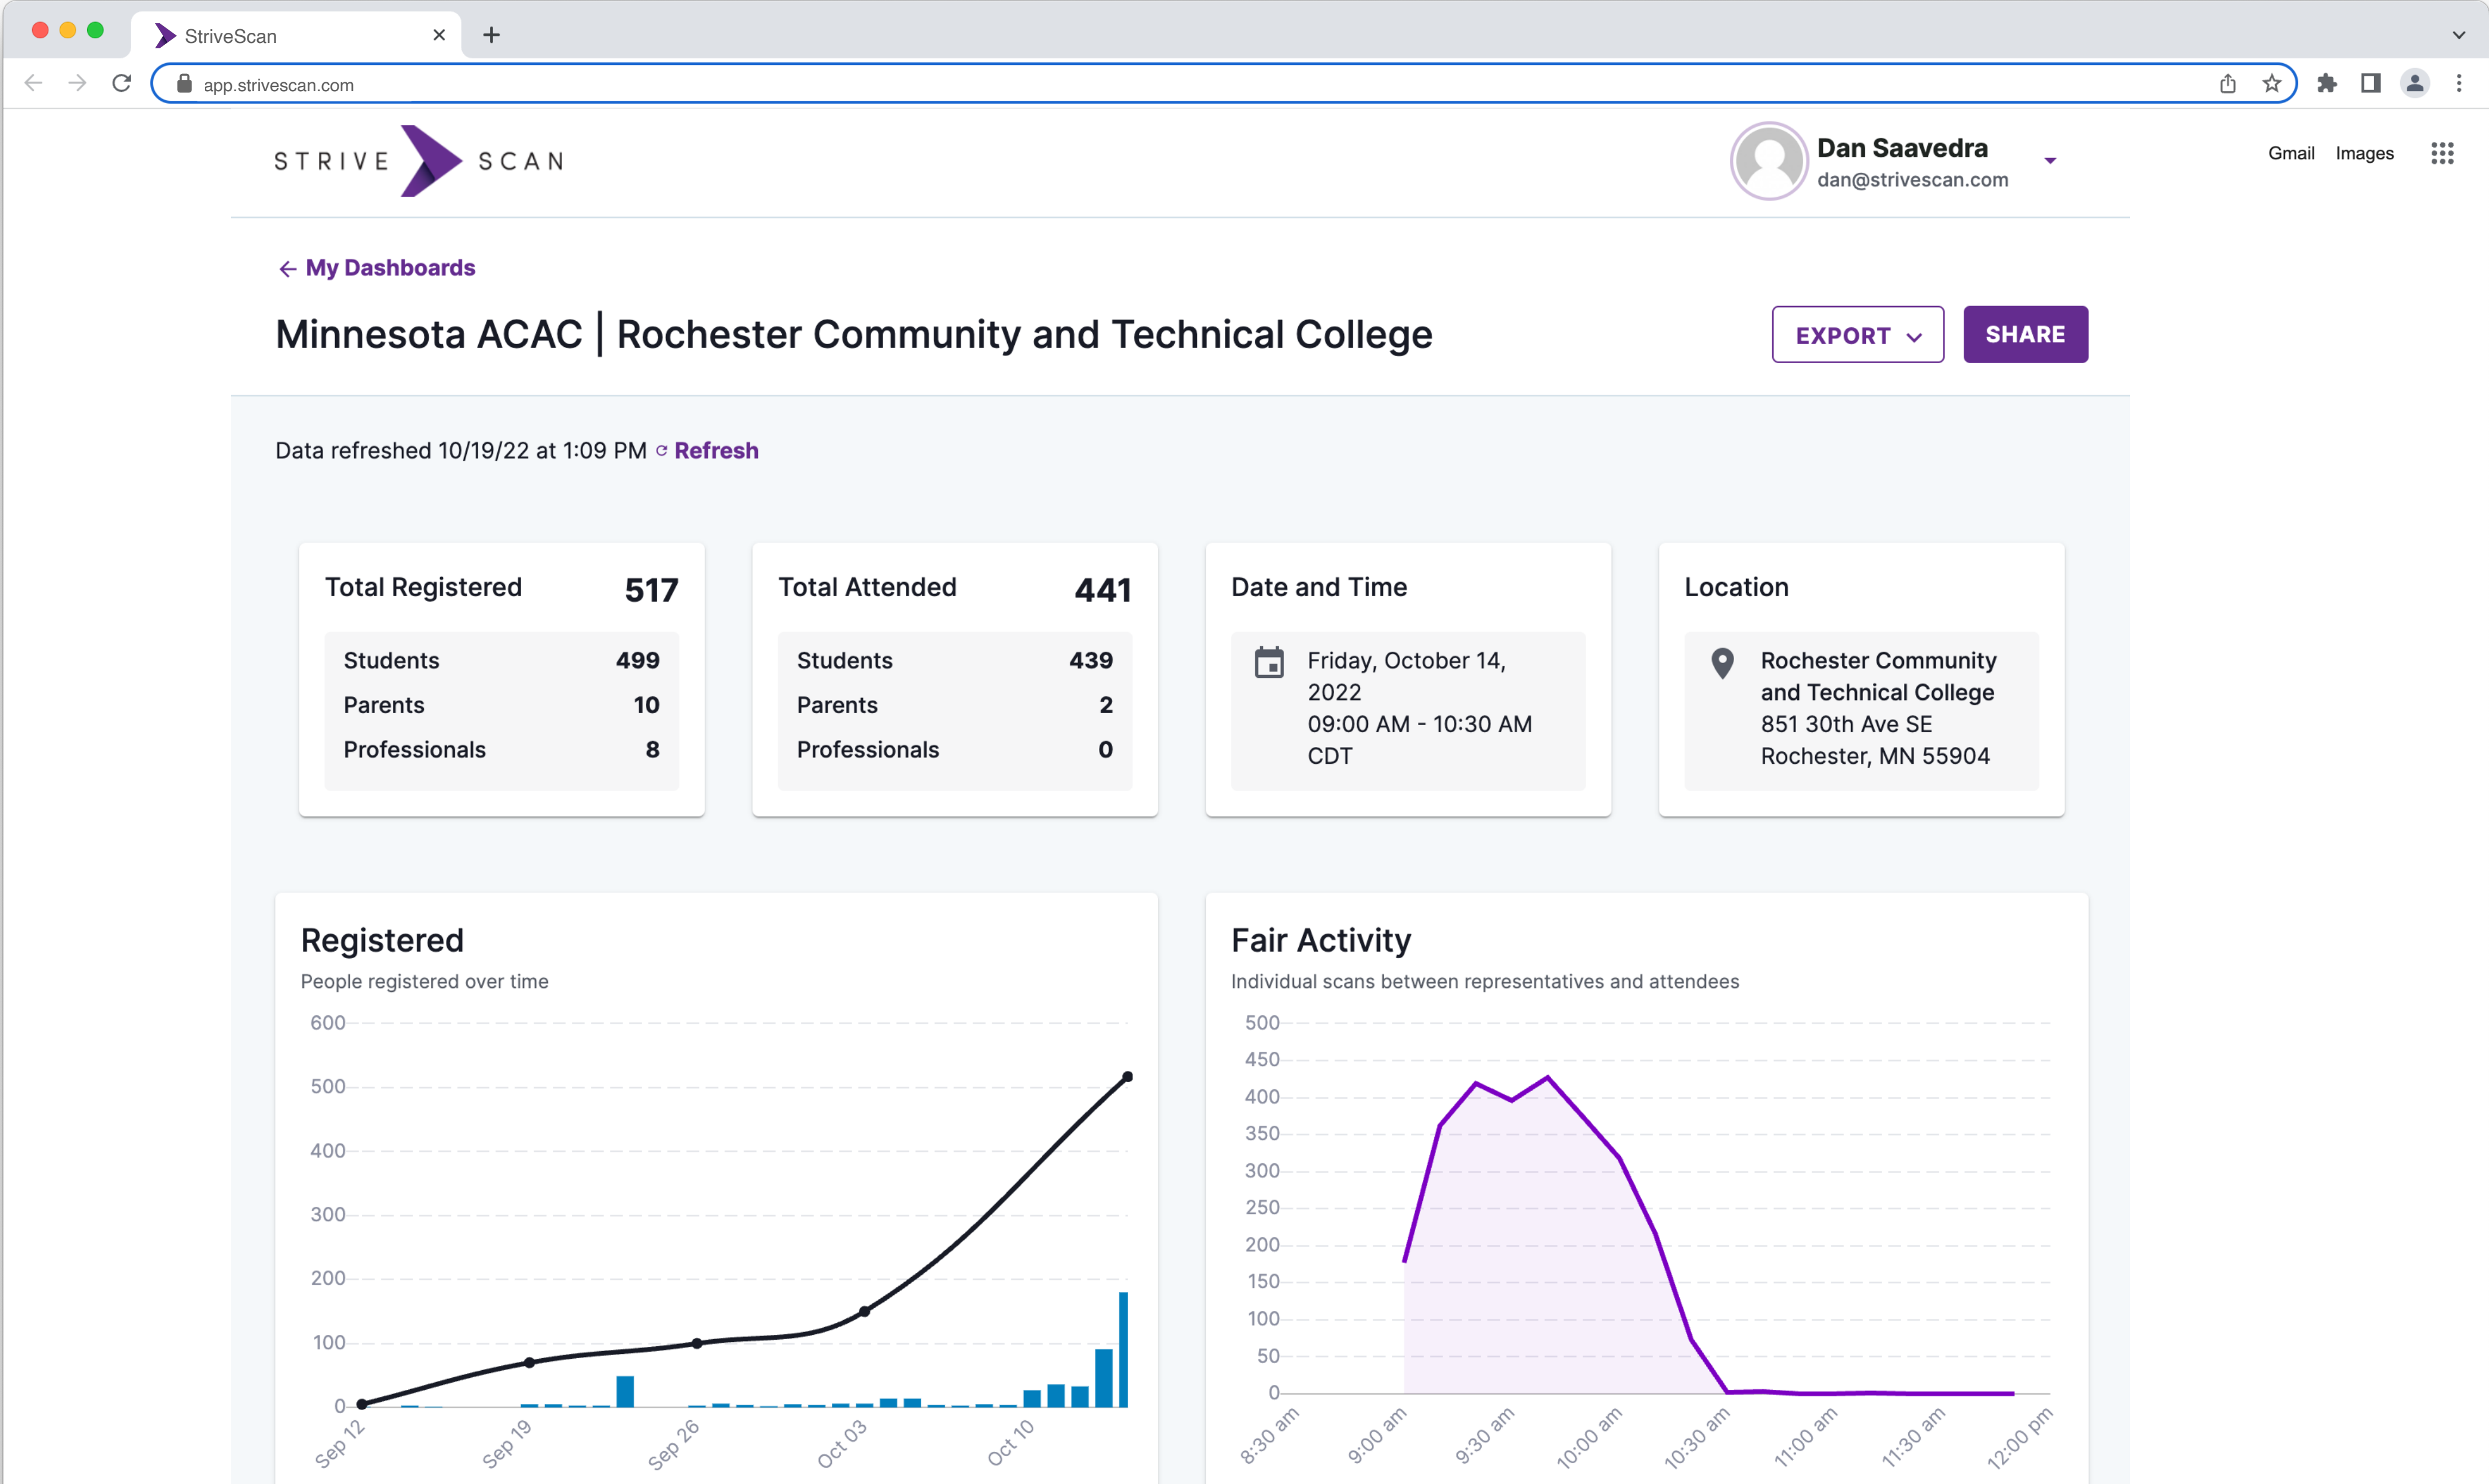 StriveScan
app.strivescan.com
STRIVE SCAN
Dan Saavedra
dan@strivescan.com
Gmail Images
My Dashboards
Minnesota ACAC | Rochester Community and Technical College
EXPORT
SHARE
Data refreshed 10/19/22 at 1:09 PM Refresh
Total Registered 517
Students 499
Parents 10
Professionals 8
Total Attended 441
Students 439
Parents 2
Professionals 0
Date and Time
Friday, October 14,
2022
09:00 AM - 10:30 AM
CDT
Location
Rochester Community
and Technical College
851 30th Ave SE
Rochester, MN 55904
Registered
People registered over time
600
500
400
300
200
100
0
Sep 12
Sep 19
Sep 26
Oct 03
Oct 10
Fair Activity
Individual scans between representatives and attendees
500
450
400
350
300
250
200
150
100
50
0
8:30 am
9:00 am
9:30 am
10:00 am
10:30 am
11:00 am
11:30 am
12:00 pm